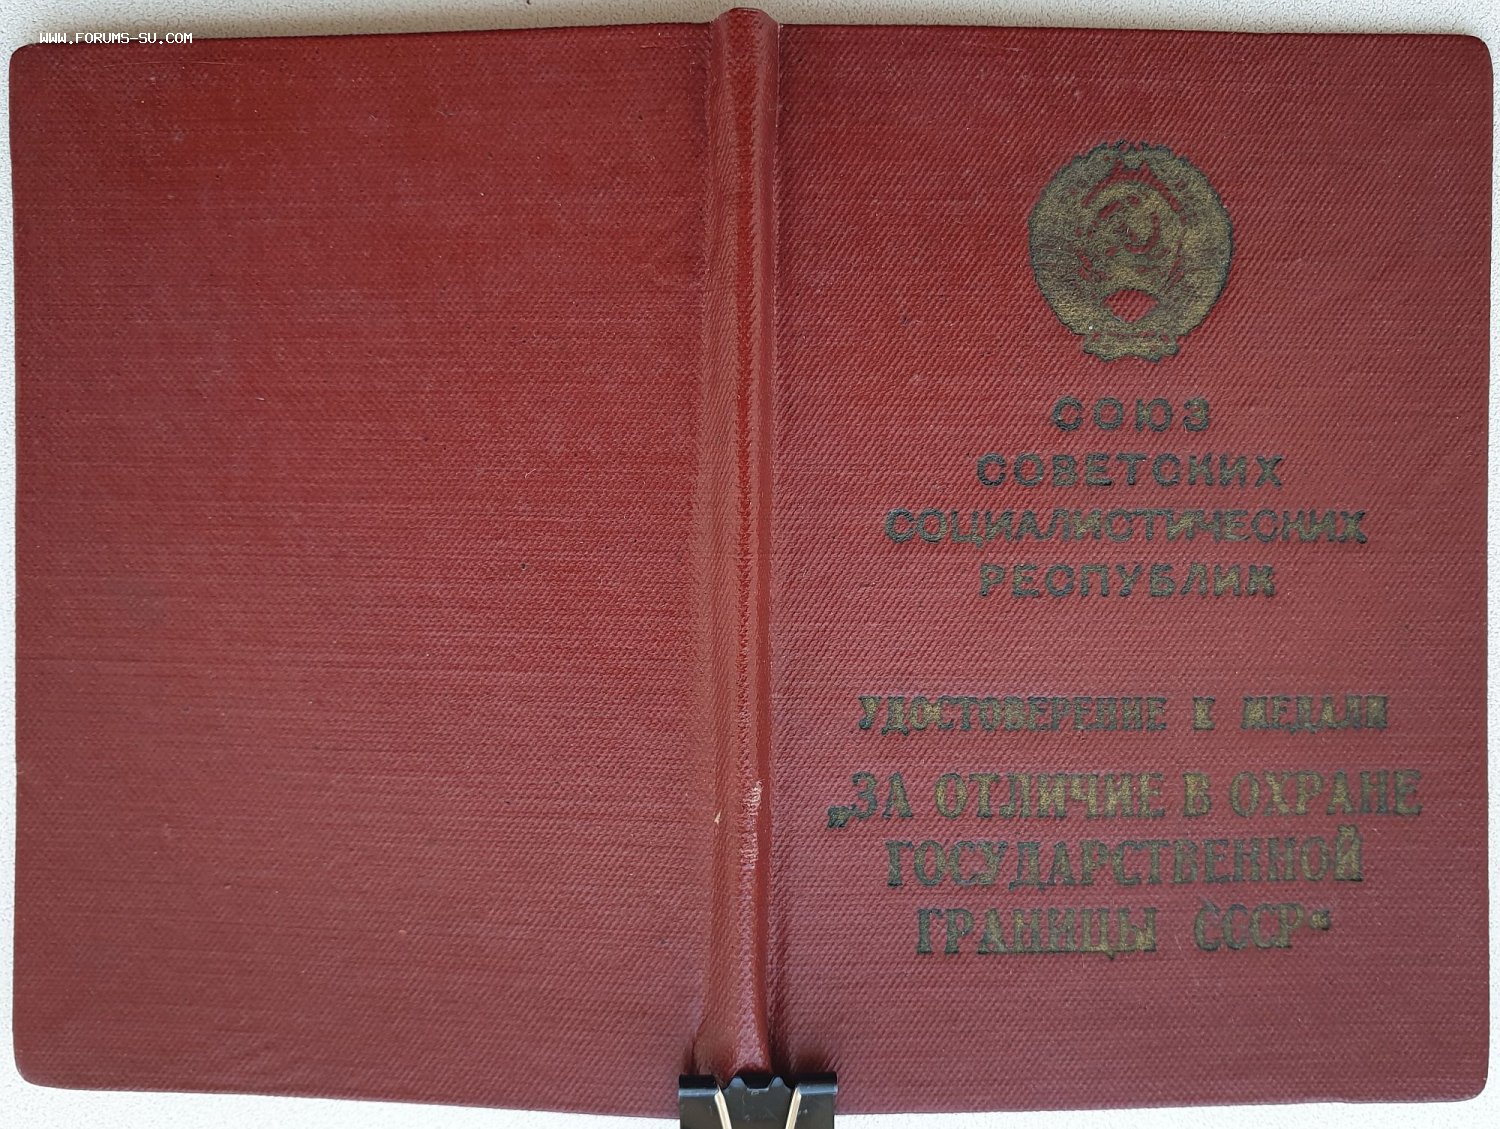 WWW.FORUMS-SU.COM
СОЮЗ
СОВЕТСКИХ
СОЦИАЛИСТИЧЕСКИХ
РЕСПУБЛИК
УДОСТОВЕРЕНИЕ К МЕДАЛИ
„ЗА ОТЛИЧИЕ В ОХРАНЕ
ГОСУДАРСТВЕННОЙ
ГРАНИЦЫ СССР“